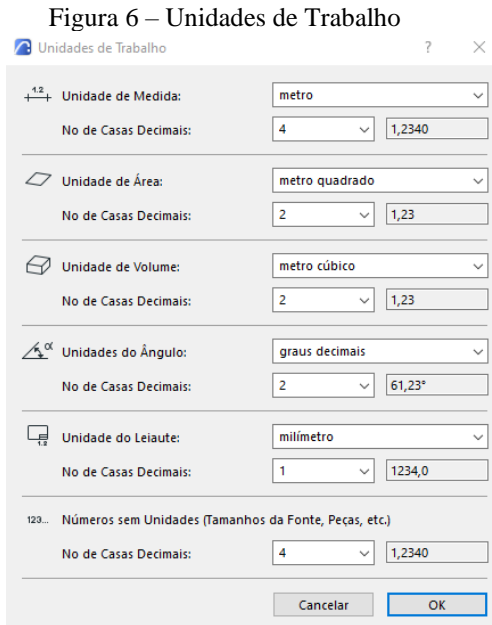 Figura 6 – Unidades de Trabalho
Unidades de Trabalho ?
1.2 Unidade de Medida: metro
No de Casas Decimais: 4 1,2340
Unidade de Área: metro quadrado
No de Casas Decimais: 2 1,23
Unidade de Volume: metro cúbico
No de Casas Decimais: 2 1,23
α Unidades do Ângulo: graus decimais
No de Casas Decimais: 2 61,23°
1.2 Unidade do Leiaute: milímetro
No de Casas Decimais: 1 1234,0
123... Números sem Unidades (Tamanhos da Fonte, Peças, etc.)
No de Casas Decimais: 4 1,2340
Cancelar OK